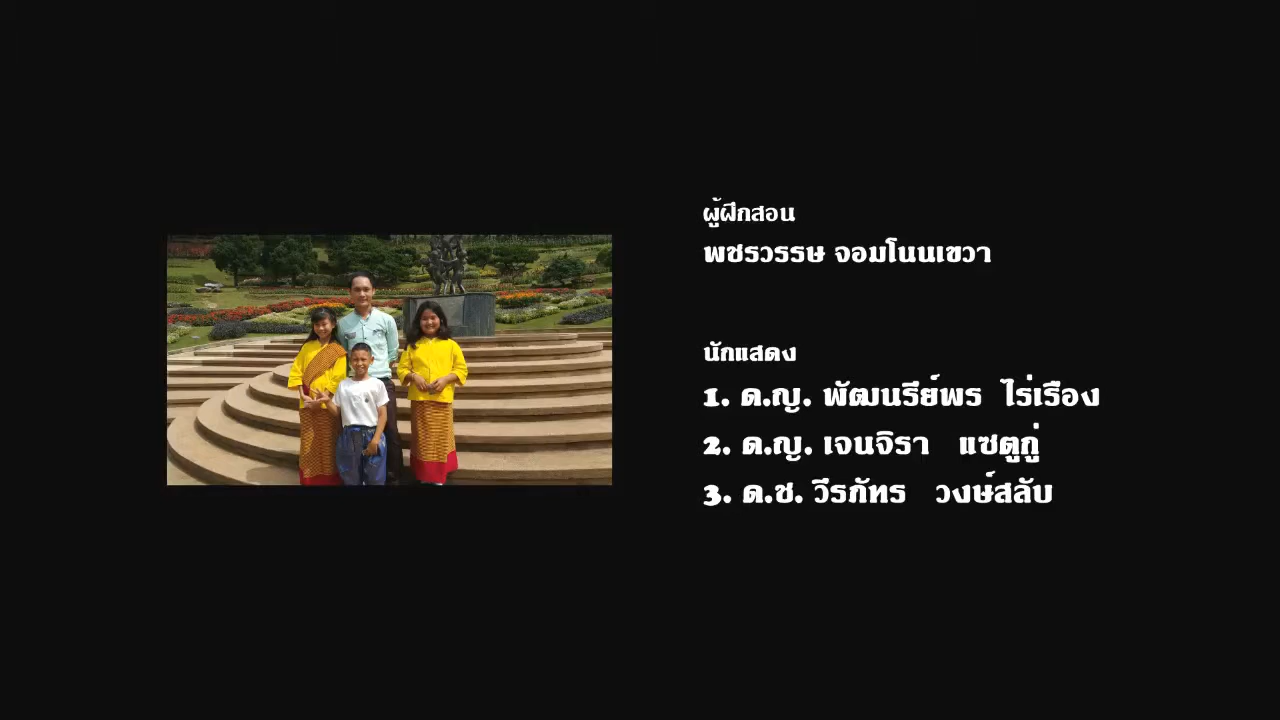 ผู้ฝึกสอน
พชรวรรษ จอมโนนเขวา
นักแสดง
1. ด.ญ. พัฒนรีย์พร ไร่เรือง
2. ด.ญ. เจนจิรา แซตูกู่
3. ด.ช. วีรภัทร วงษ์สลับ